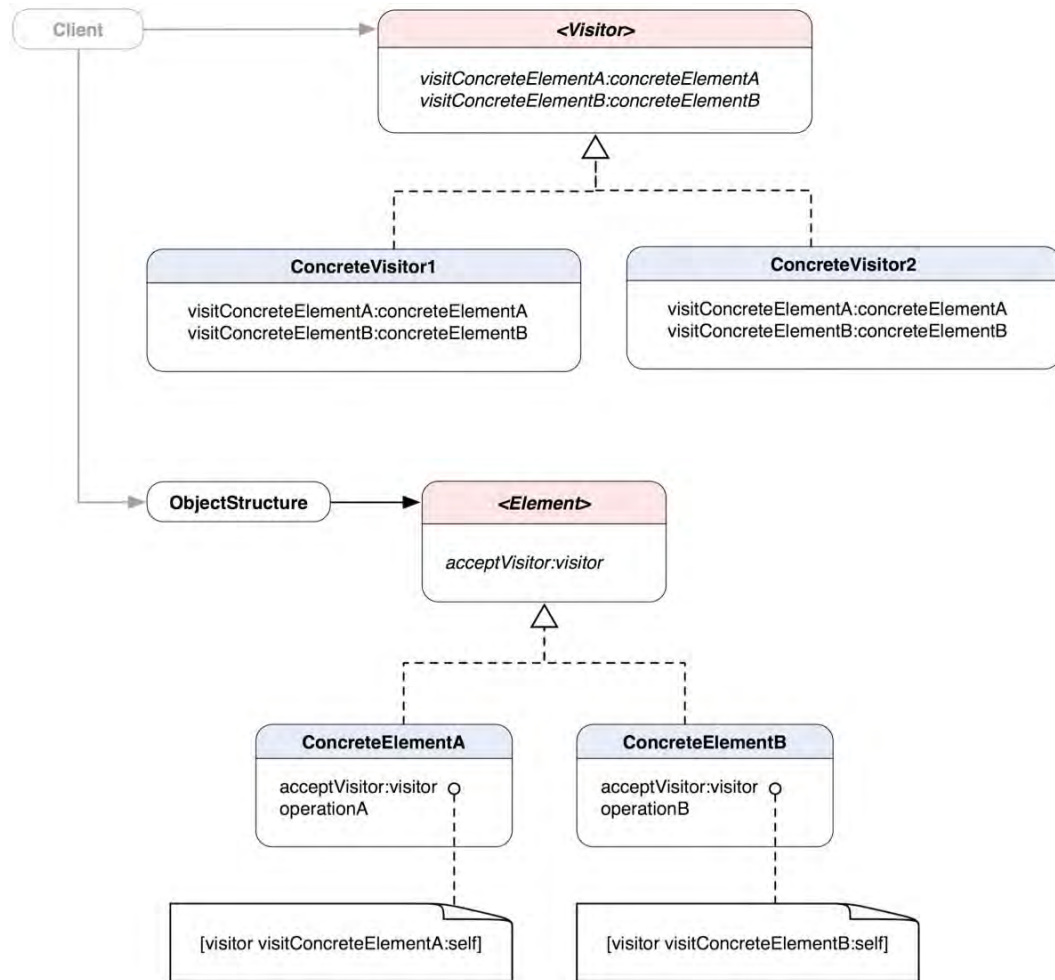 Client
<Visitor>
visitConcreteElementA:concreteElementA
visitConcreteElementB:concreteElementB
ConcreteVisitor1
visitConcreteElementA:concreteElementA
visitConcreteElementB:concreteElementB
ConcreteVisitor2
visitConcreteElementA:concreteElementA
visitConcreteElementB:concreteElementB
ObjectStructure
<Element>
acceptVisitor:visitor
ConcreteElementA
acceptVisitor:visitor
operationA
ConcreteElementB
acceptVisitor:visitor
operationB
[visitor visitConcreteElementA:self]
[visitor visitConcreteElementB:self]